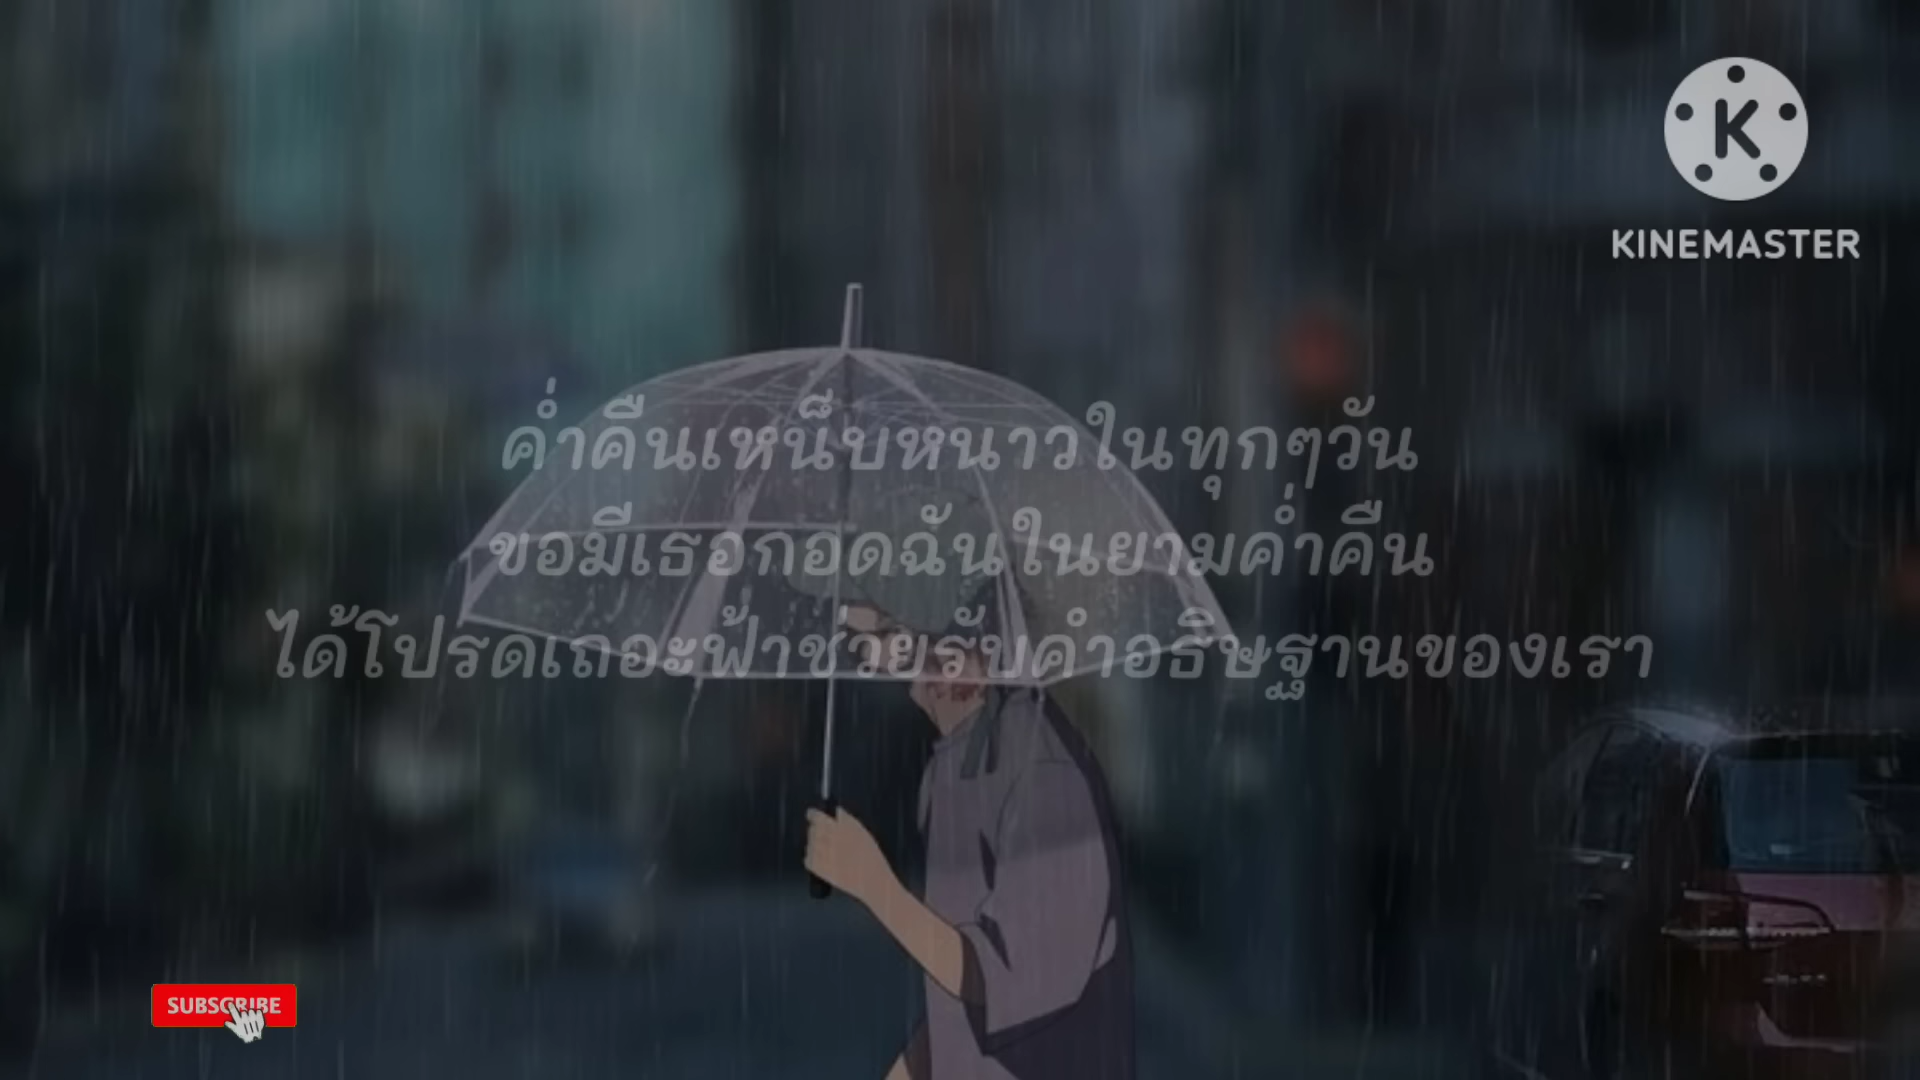 KINEMASTER
ค่ำคืนเหน็บหนาวในทุกๆวัน
ขอมีเธอกอดฉันในยามค่ำคืน
ได้โปรดเถอะฟ้าช่วยรับคำอธิษฐานของเรา
SUBSCRIBE